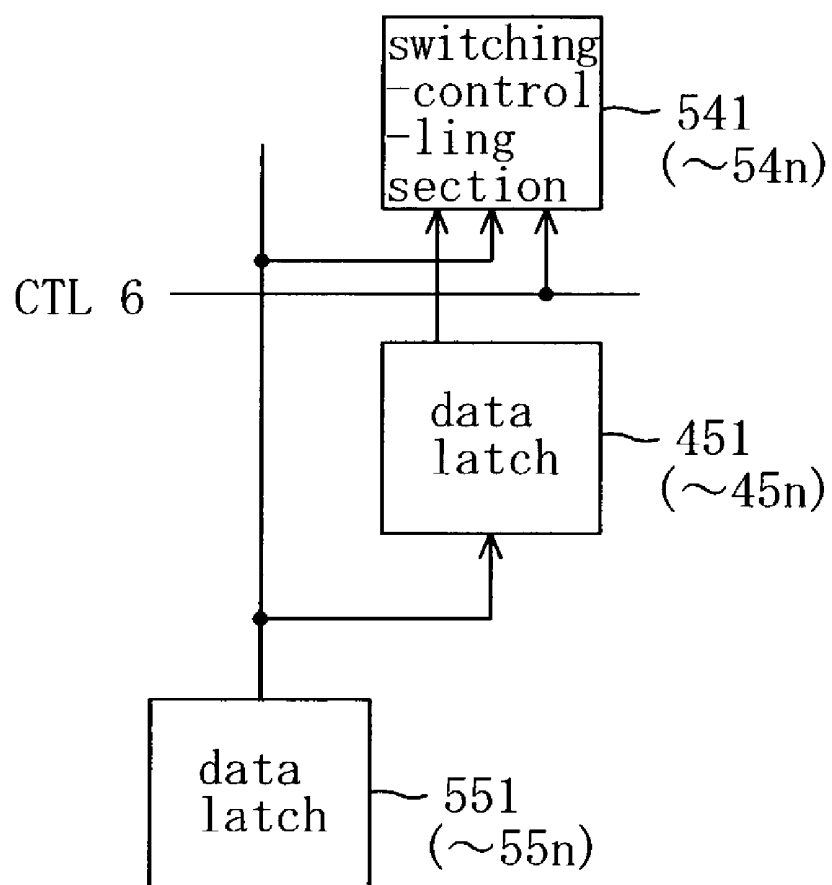 switching
-control
-ling
section
541
(～54n)
CTL 6
data
latch
451
(～45n)
data
latch
551
(～55n)